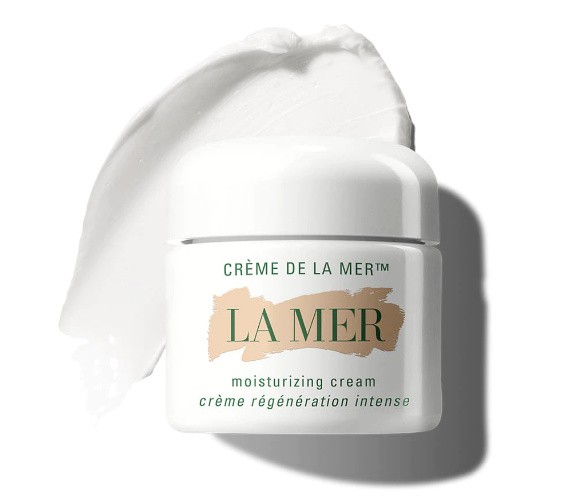 CRÈME DE LA MER™
LA MER
moisturizing cream
crème régénération intense